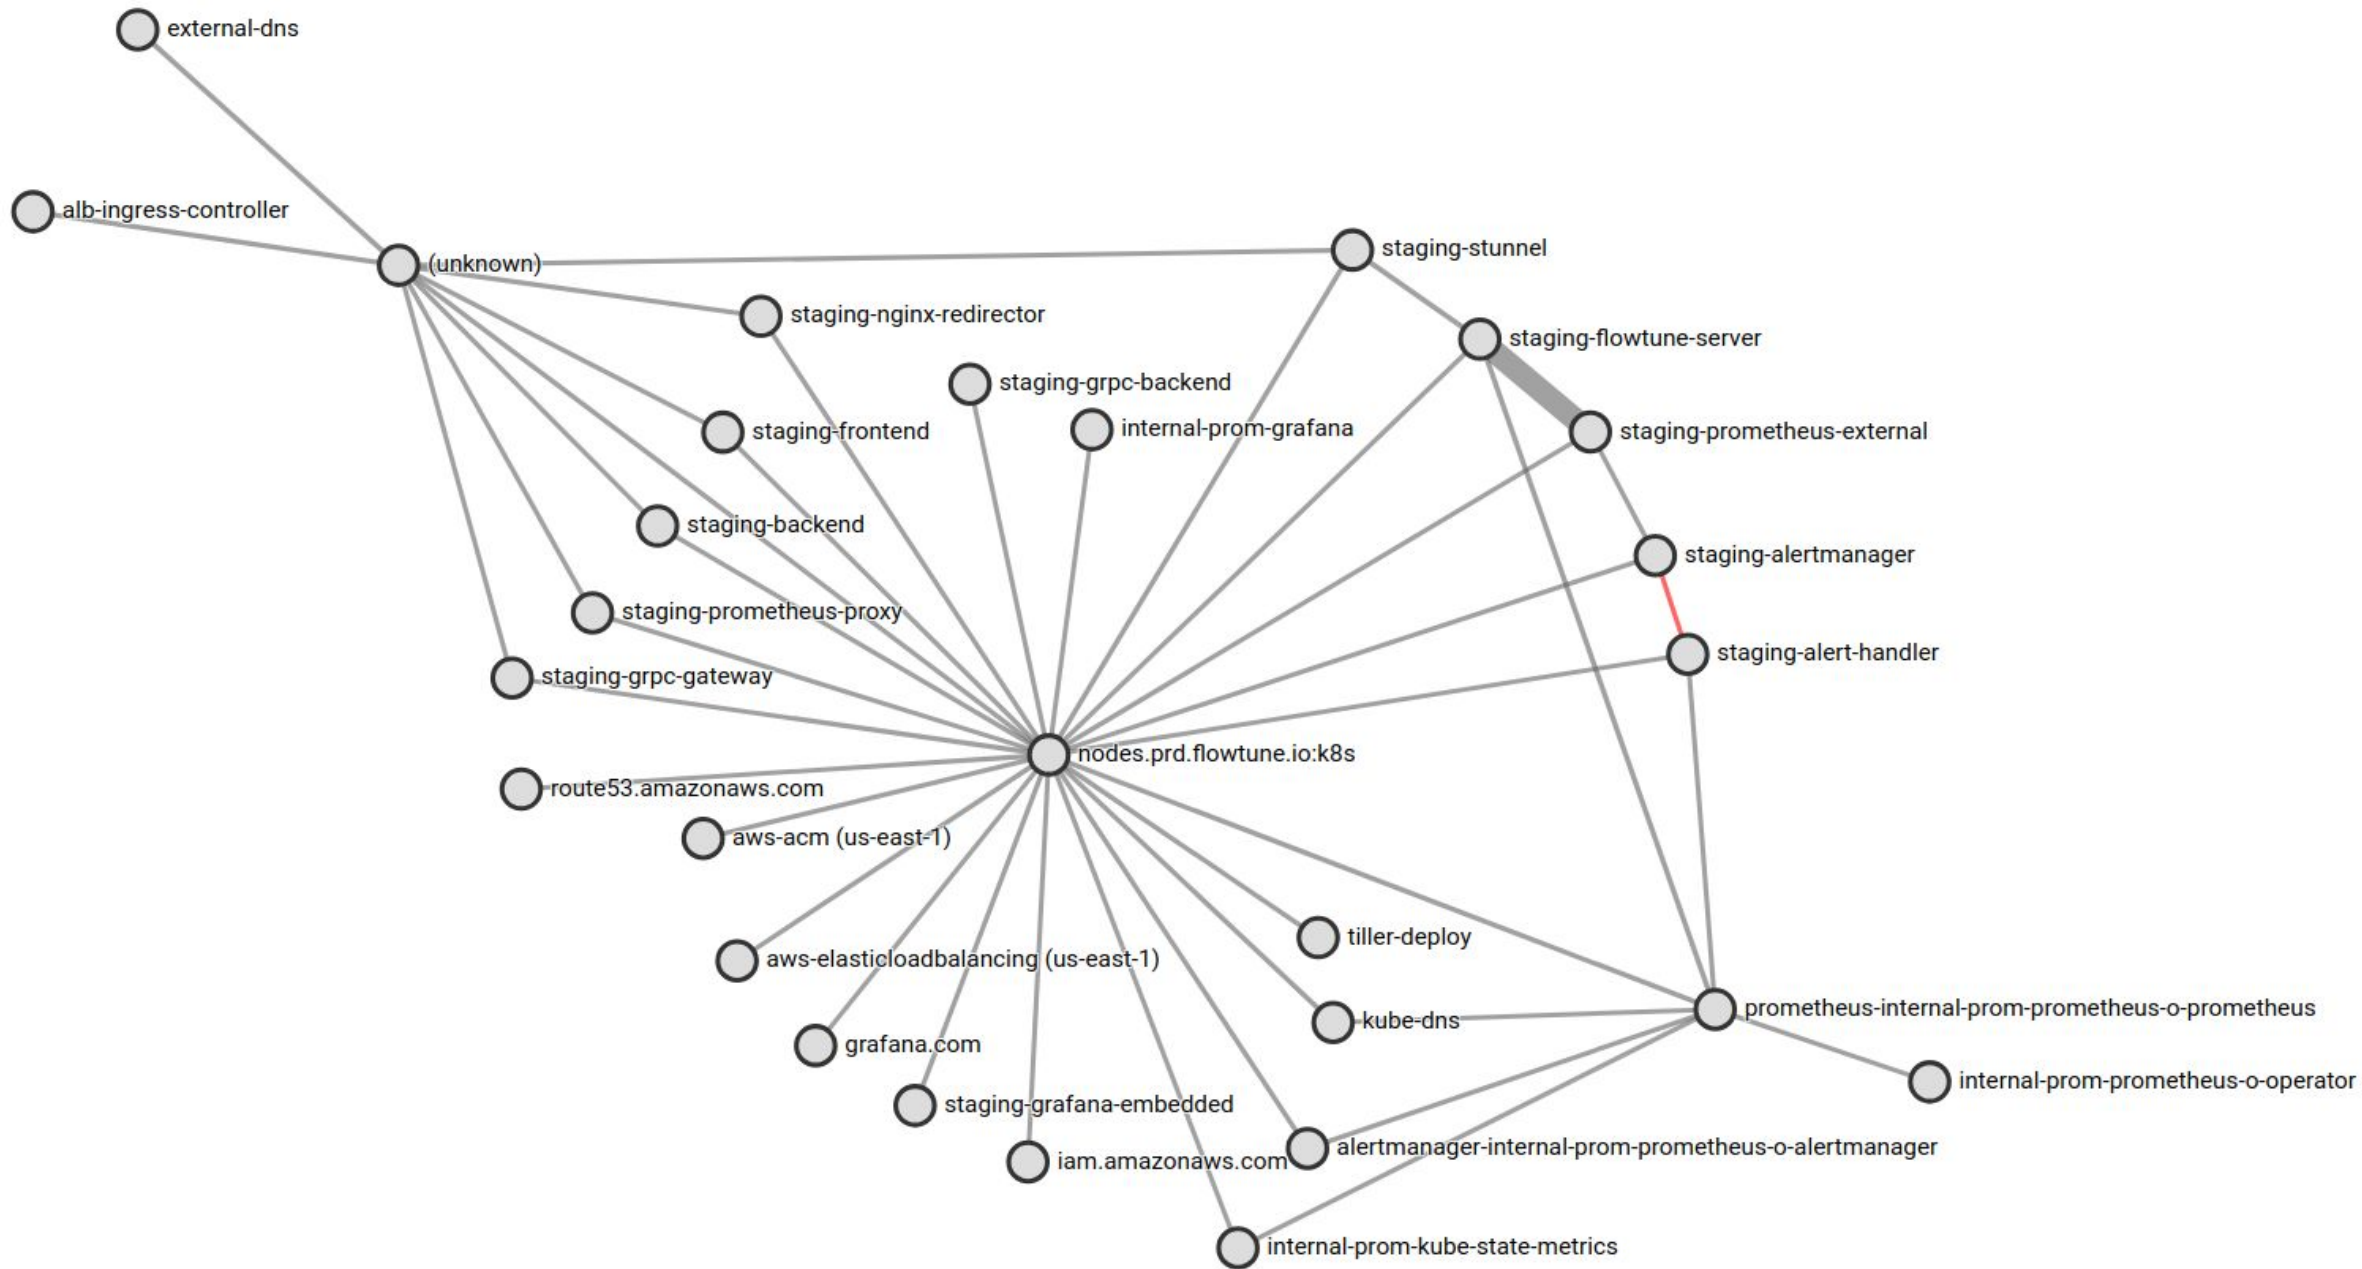 external-dns
alb-ingress-controller
(unknown)
staging-stunnel
staging-nginx-redirector
staging-flowtune-server
staging-grpc-backend
internal-prom-grafana
staging-frontend
staging-prometheus-external
staging-backend
staging-alertmanager
staging-prometheus-proxy
staging-alert-handler
staging-grpc-gateway
nodes.prd.flowtune.io:k8s
route53.amazonaws.com
aws-acm (us-east-1)
tiller-deploy
aws-elasticloadbalancing (us-east-1)
prometheus-internal-prom-prometheus-o-prometheus
kube-dns
grafana.com
internal-prom-prometheus-o-operator
staging-grafana-embedded
alertmanager-internal-prom-prometheus-o-alertmanager
iam.amazonaws.com
internal-prom-kube-state-metrics